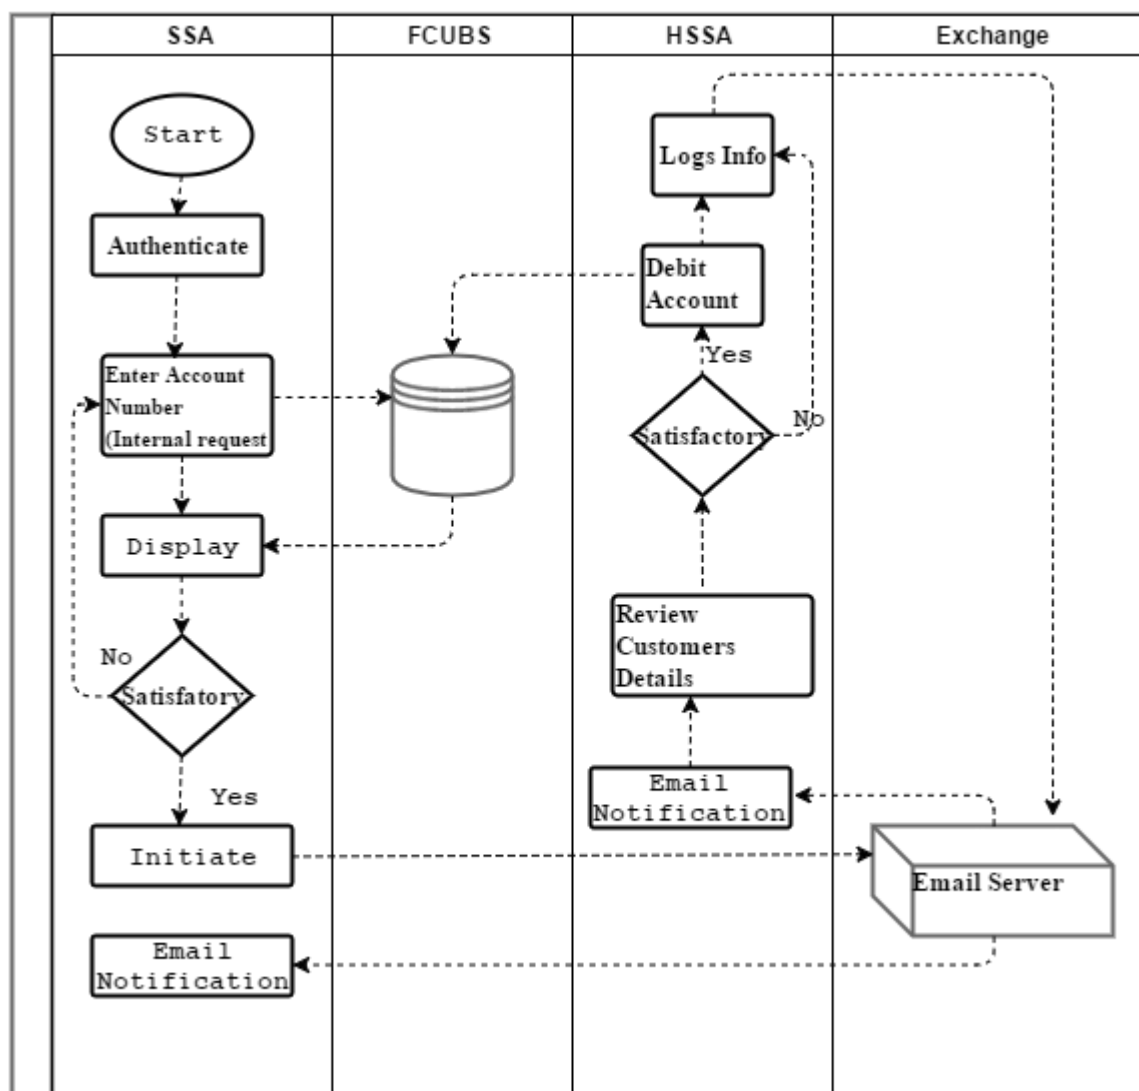 SSA
FCUBS
HSSA
Exchange
Start
Authenticate
Enter Account
Number
(Internal request
Display
No
Satisfatory
Yes
Initiate
Email
Notification
Logs Info
Debit
Account
Yes
Satisfactory
No
Review
Customers
Details
Email
Notification
Email Server